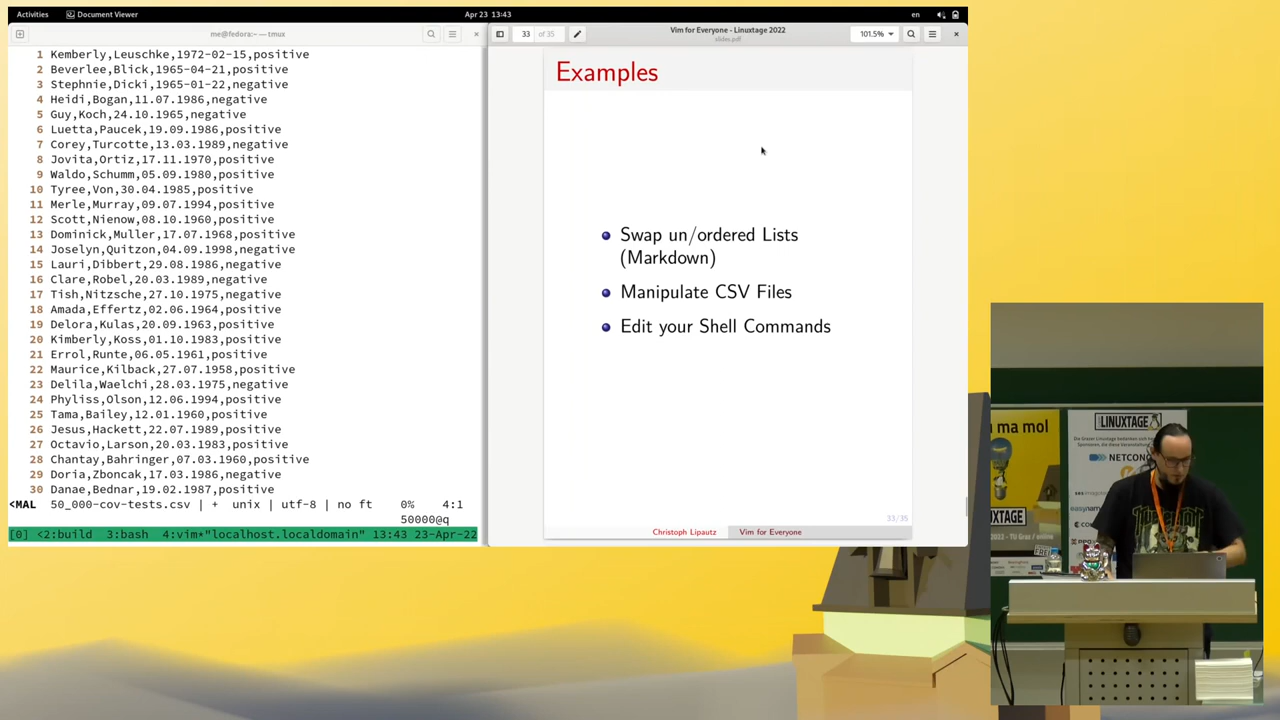 Activities
Document Viewer
Apr 23 13:43
en
me@fedora:~ — tmux
1 Kemberly,Leuschke,1972-02-15,positive
2 Beverlee,Blick,1965-04-21,positive
3 Stephnie,Dicki,1965-01-22,negative
4 Heidi,Bogan,11.07.1986,negative
5 Guy,Koch,24.10.1965,negative
6 Luetta,Paucek,19.09.1986,positive
7 Corey,Turcotte,13.03.1989,negative
8 Jovita,Ortiz,17.11.1970,positive
9 Waldo,Schumm,05.09.1980,positive
10 Tyree,Von,30.04.1985,positive
11 Merle,Murray,09.07.1994,positive
12 Scott,Nienow,08.10.1960,positive
13 Dominick,Muller,17.07.1968,positive
14 Joselyn,Quitzon,04.09.1998,negative
15 Lauri,Dibbert,29.08.1986,negative
16 Clare,Robel,20.03.1989,negative
17 Tish,Nitzsche,27.10.1975,negative
18 Amada,Effertz,02.06.1964,positive
19 Delora,Kulas,20.09.1963,positive
20 Kimberly,Koss,01.10.1983,positive
21 Errol,Runte,06.05.1961,positive
22 Maurice,Kilback,27.07.1958,positive
23 Delila,Waelchi,28.03.1975,negative
24 Phyliss,Olson,12.06.1994,positive
25 Tama,Bailey,12.01.1960,positive
26 Jesus,Hackett,22.07.1989,positive
27 Octavio,Larson,20.03.1983,positive
28 Chantay,Bahringer,07.03.1960,positive
29 Doria,Zboncak,17.03.1986,negative
30 Danae,Bednar,19.02.1987,positive
<MAL 50_000-cov-tests.csv | + unix | utf-8 | no ft 0% 4:1
50000@q
[0] <2:build 3:bash 4:vim*"localhost.localdomain" 13:43 23-Apr-22
33 of 35
Vim for Everyone - Linuxtage 2022
slides.pdf
101.5%
Examples
Swap un/ordered Lists
(Markdown)
Manipulate CSV Files
Edit your Shell Commands
33/35
Christoph Lipautz
Vim for Everyone
u ma mol
LINUXTAGE
NETCON
easyname
UXTAGE